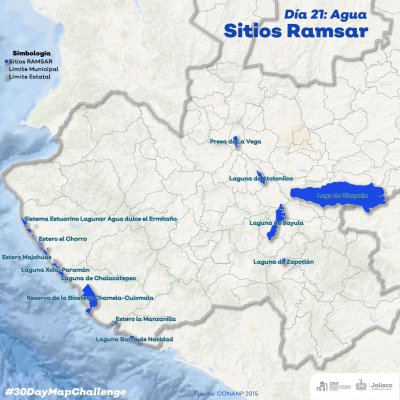 Día 21: Agua
Sitios Ramsar
Simbología
Sitios RAMSAR
Límite Municipal
Límite Estatal
Presa de La Vega
Laguna de Atotonilco
Lago de Chapala
Sistema Estuarino Lagunar Agua dulce el Ermitaño
Laguna de Sayula
Estero el Chorro
Estero Majahuas
Laguna de Zapotlán
Laguna Xola-Paramán
Laguna de Chalacatepec
Reserva de la Biosfera Chamela-Cuixmala
Estero la Manzanilla
Laguna Barra de Navidad
#30DayMapChallenge
Fuente: CONANP 2015
Jalisco